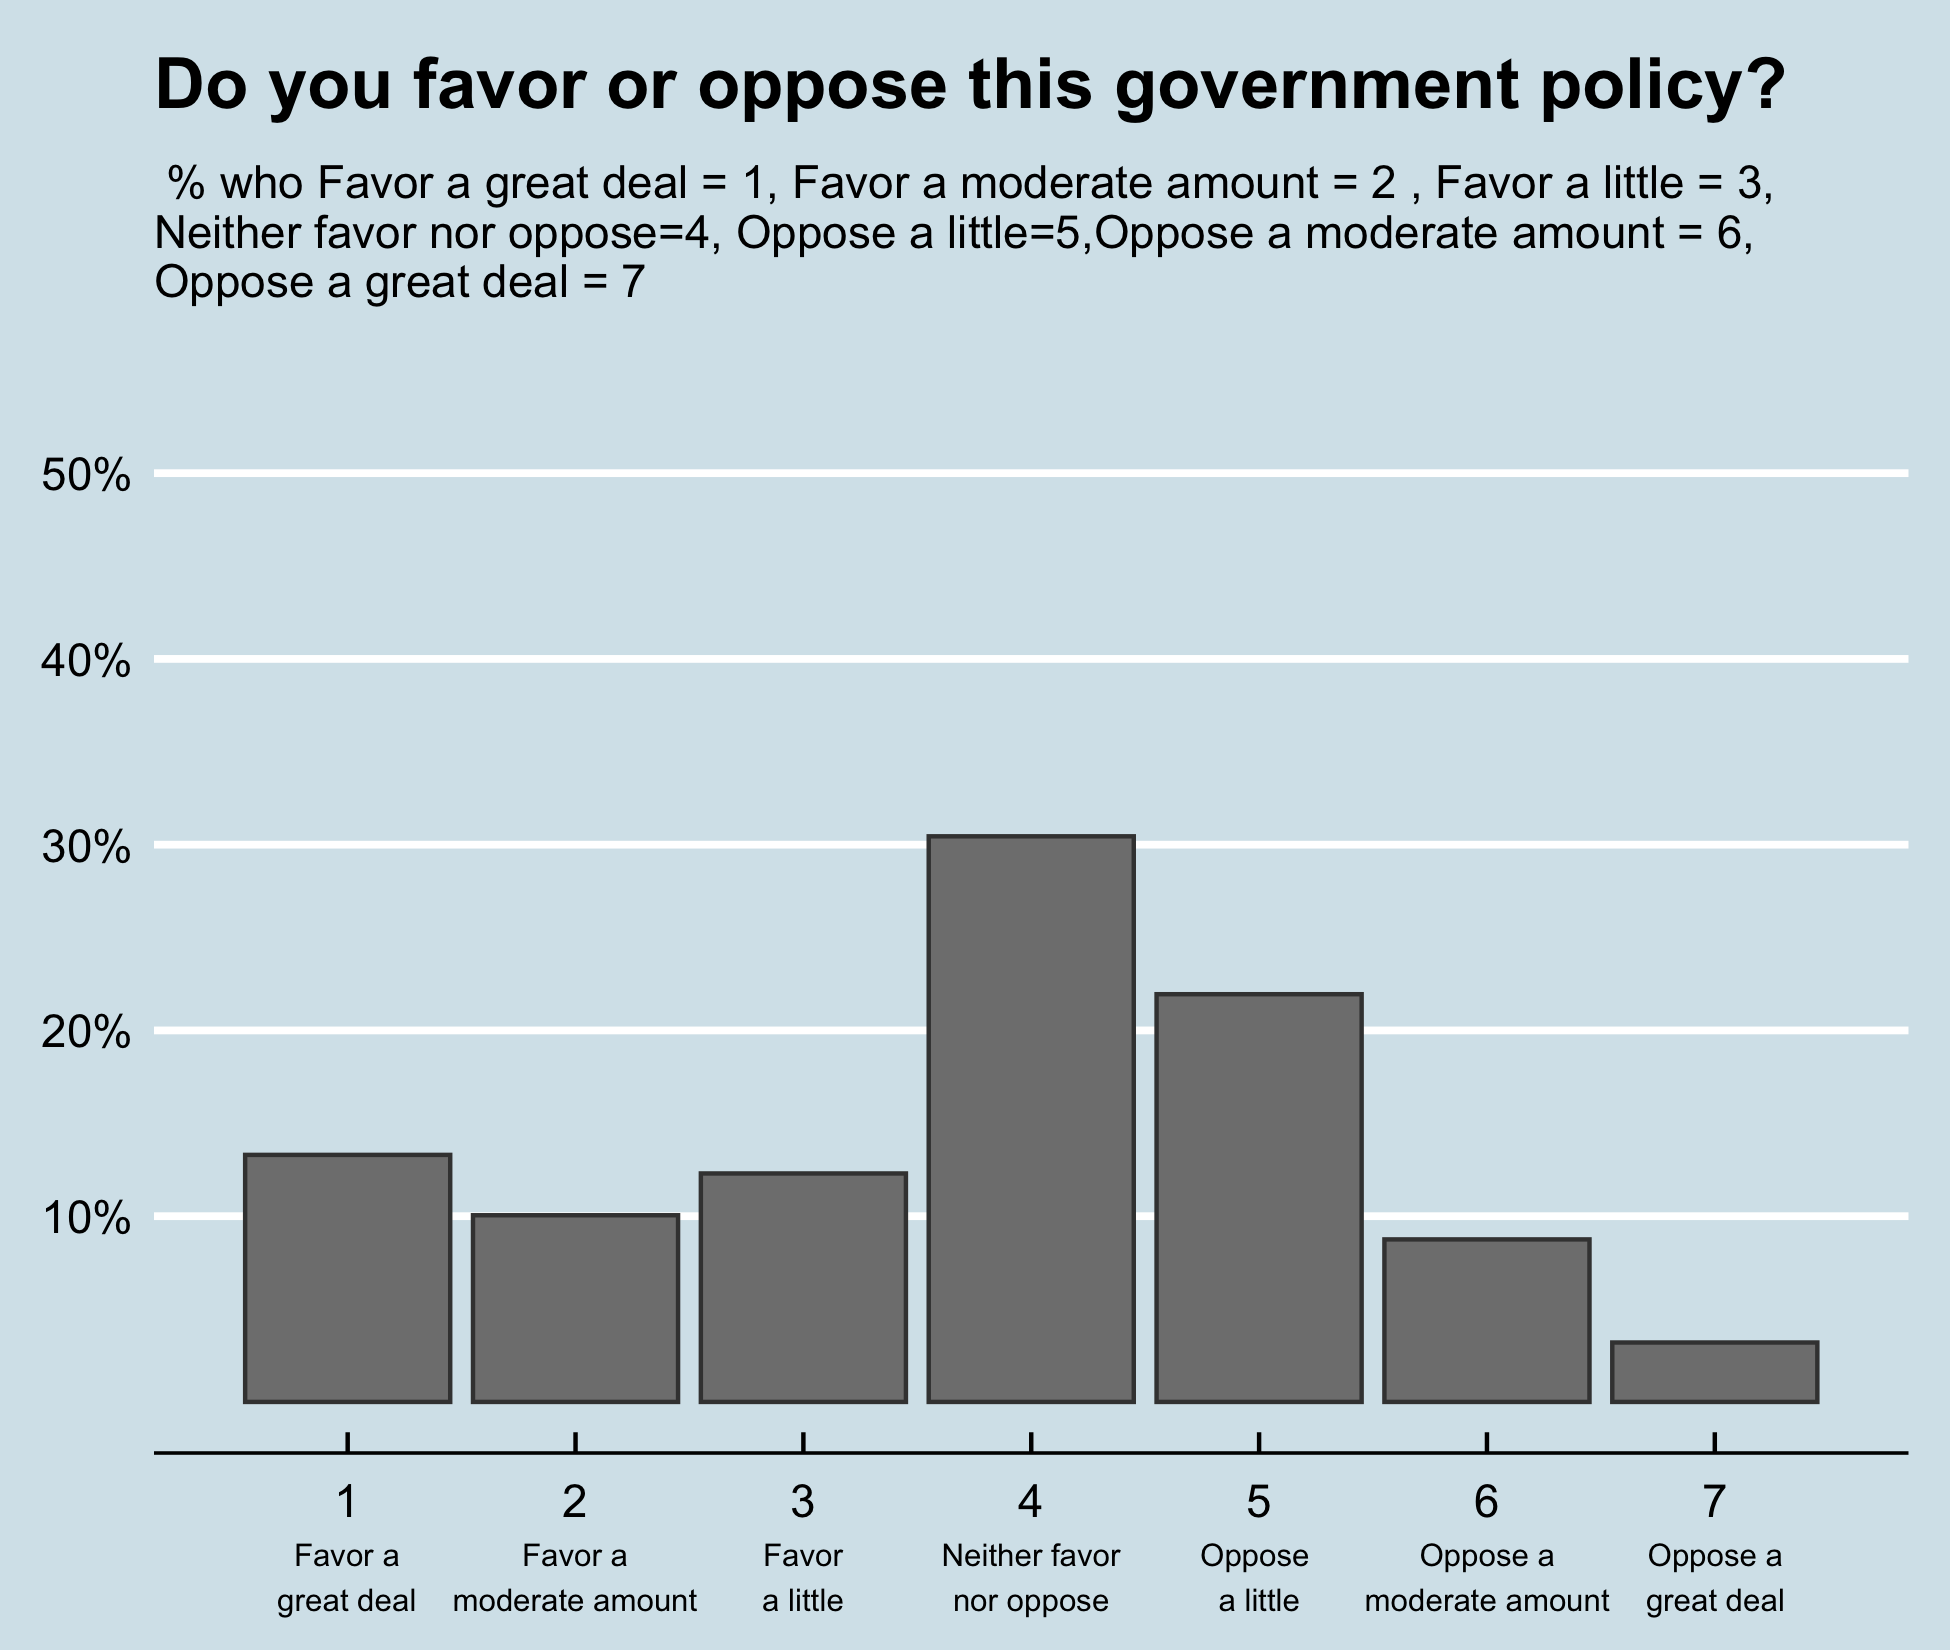 Do you favor or oppose this government policy?
% who Favor a great deal = 1, Favor a moderate amount = 2 , Favor a little = 3,
Neither favor nor oppose=4, Oppose a little=5,Oppose a moderate amount = 6,
Oppose a great deal = 7
50%
40%
30%
20%
10%
1 2 3 4 5 6 7
Favor a Favor a Favor Neither favor Oppose Oppose a Oppose a
great deal moderate amount a little nor oppose a little moderate amount great deal